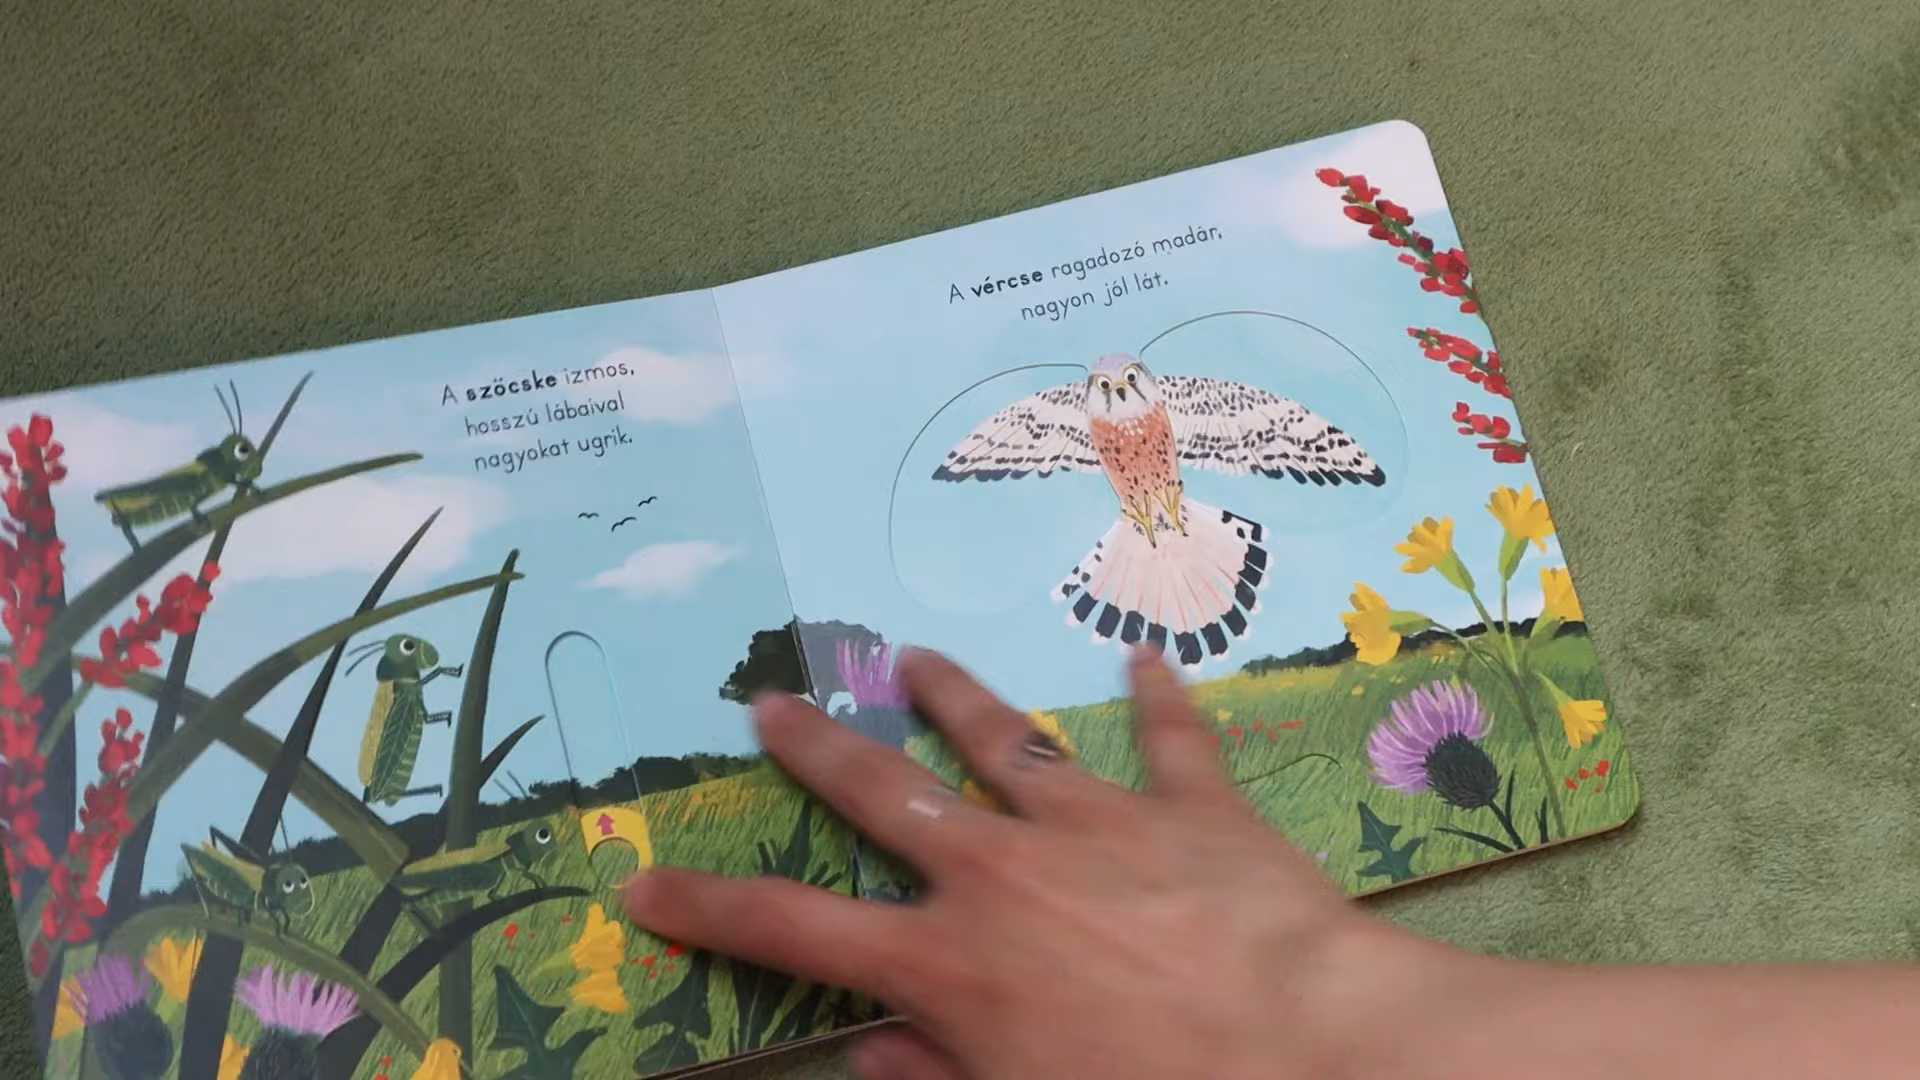 A szöcske izmos,
hosszú lábaival
nagyokat ugrik.
A vércse ragadozó madár,
nagyon jól lát.